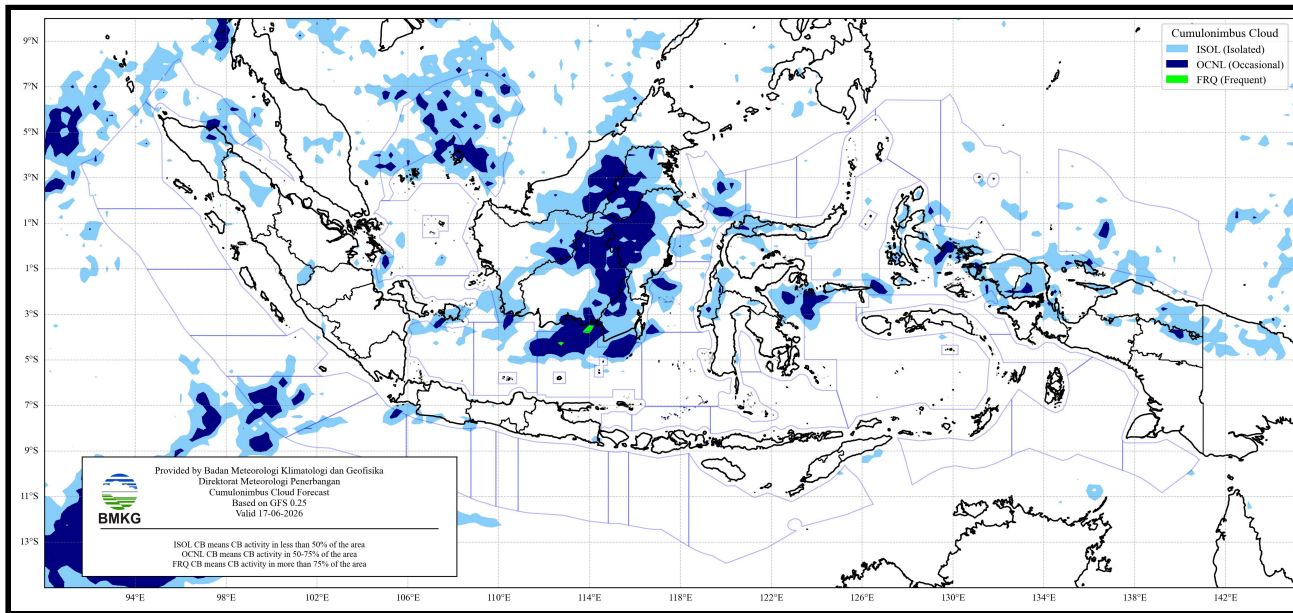 Cumulonimbus Cloud
ISOL (Isolated)
OCNL (Occasional)
FRQ (Frequent)
9°N
7°N
5°N
3°N
1°N
1°S
3°S
5°S
7°S
9°S
11°S
13°S
Provided by Badan Meteorologi Klimatologi dan Geofisika
Direktorat Meteorologi Penerbangan
Cumulonimbus Cloud Forecast
Based on GFS 0.25
Valid 17-06-2026
BMKG
ISOL CB means CB activity in less than 50% of the area
OCNL CB means CB activity in 50-75% of the area
FRQ CB means CB activity in more than 75% of the area
94°E 98°E 102°E 106°E 110°E 114°E 118°E 122°E 126°E 130°E 134°E 138°E 142°E